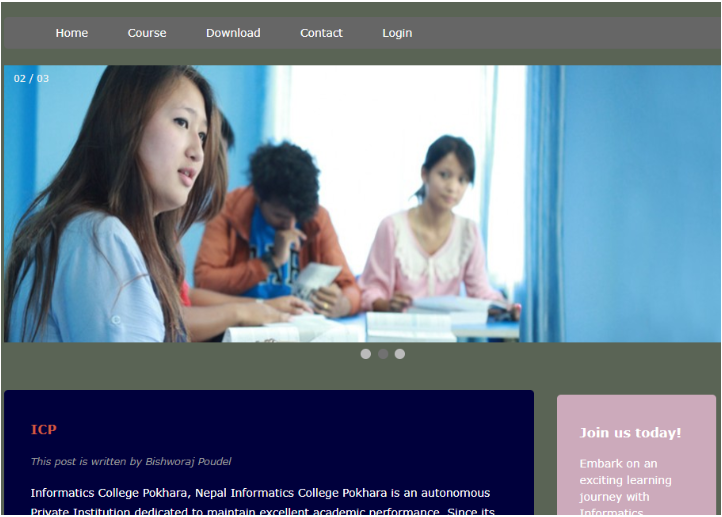 Home Course Download Contact Login
02 / 03
ICP
This post is written by Bishworaj Poudel
Informatics College Pokhara, Nepal Informatics College Pokhara is an autonomous
Private Institution dedicated to maintain excellent academic performance. Since its
Join us today!
Embark on an
exciting learning
journey with
Informatics